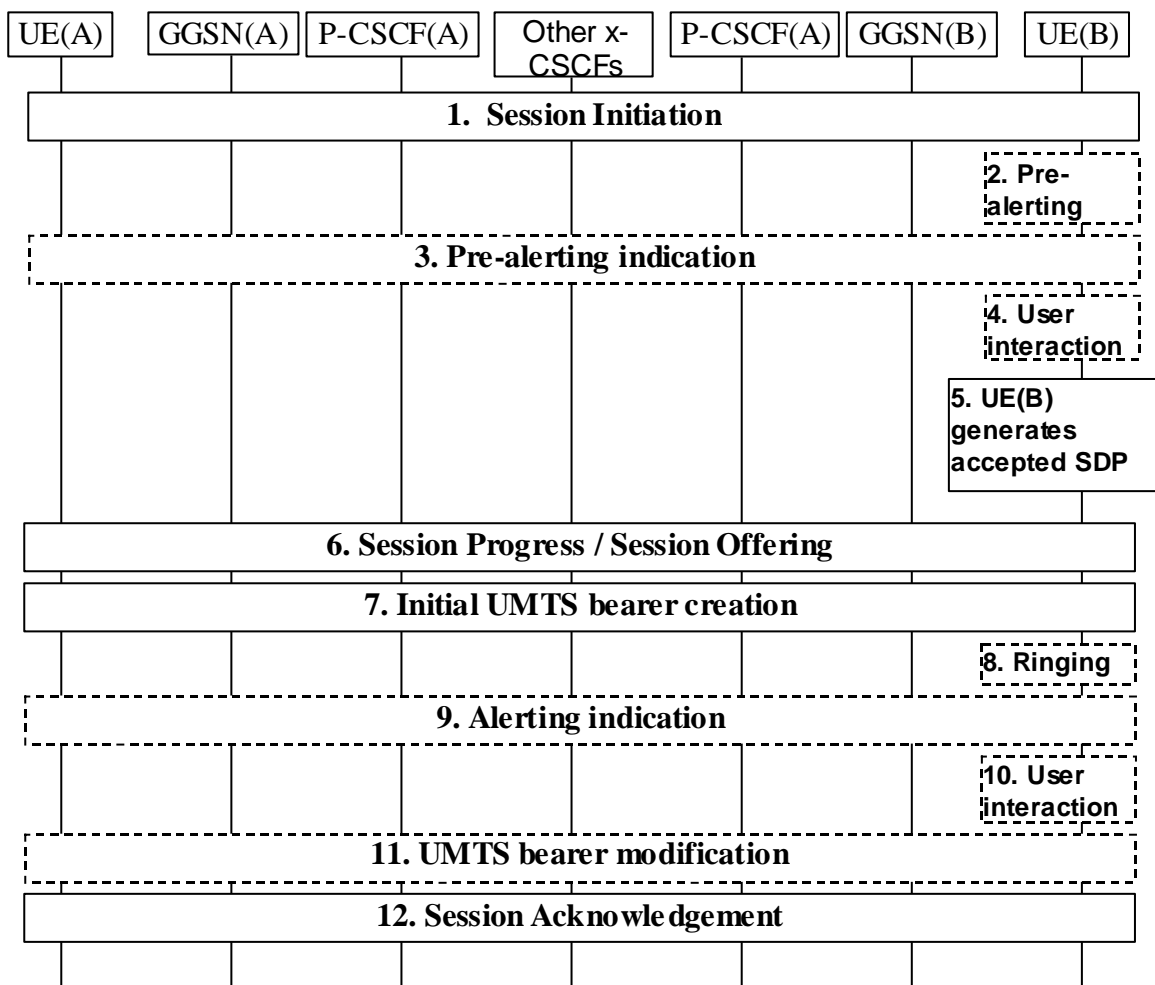 UE(A)
GGSN(A)
P-CSCF(A)
Other x-
CSCFs
P-CSCF(A)
GGSN(B)
UE(B)
1. Session Initiation
2. Pre-
alerting
3. Pre-alerting indication
4. User
interaction
5. UE(B)
generates
accepted SDP
6. Session Progress / Session Offering
7. Initial UMTS bearer creation
8. Ringing
9. Alerting indication
10. User
interaction
11. UMTS bearer modification
12. Session Acknowledgement